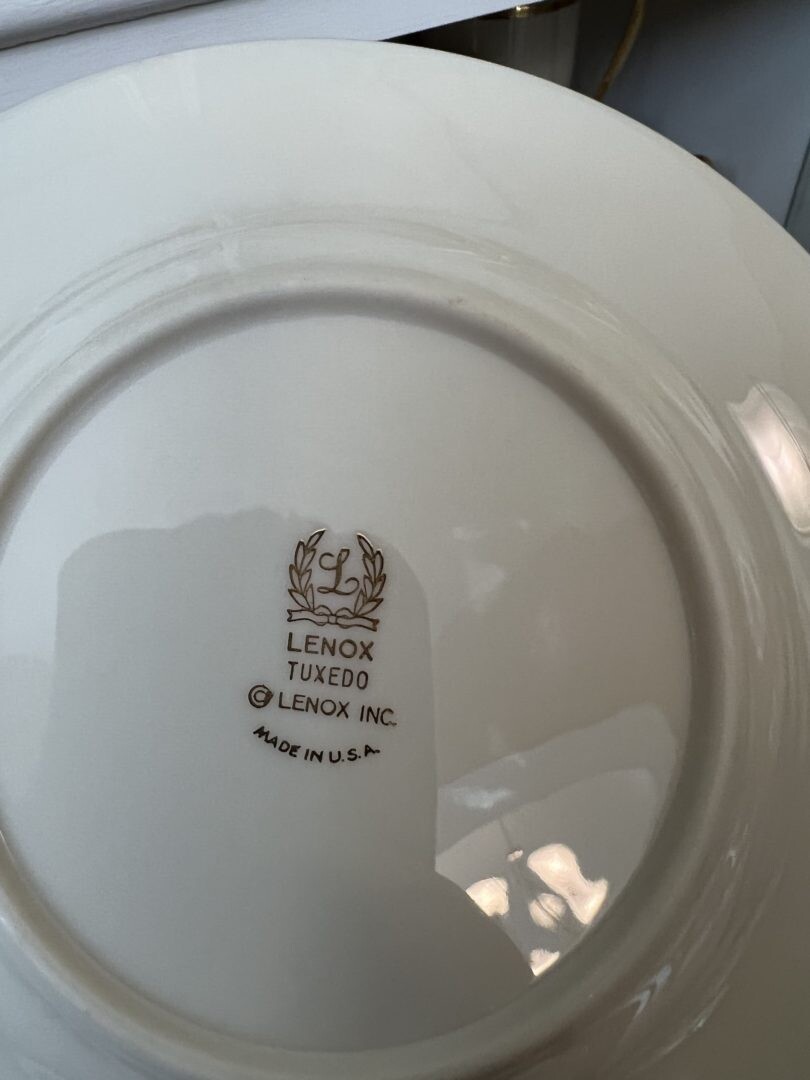 L
LENOX
TUXEDO
© LENOX INC.
MADE IN U.S.A.